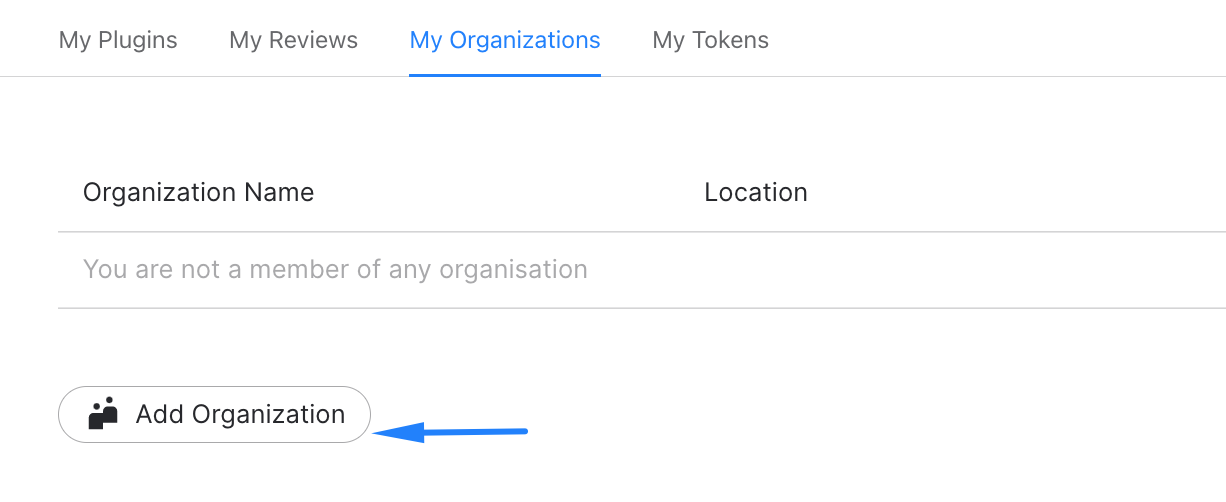 My Plugins My Reviews My Organizations My Tokens
Organization Name Location
You are not a member of any organisation
Add Organization